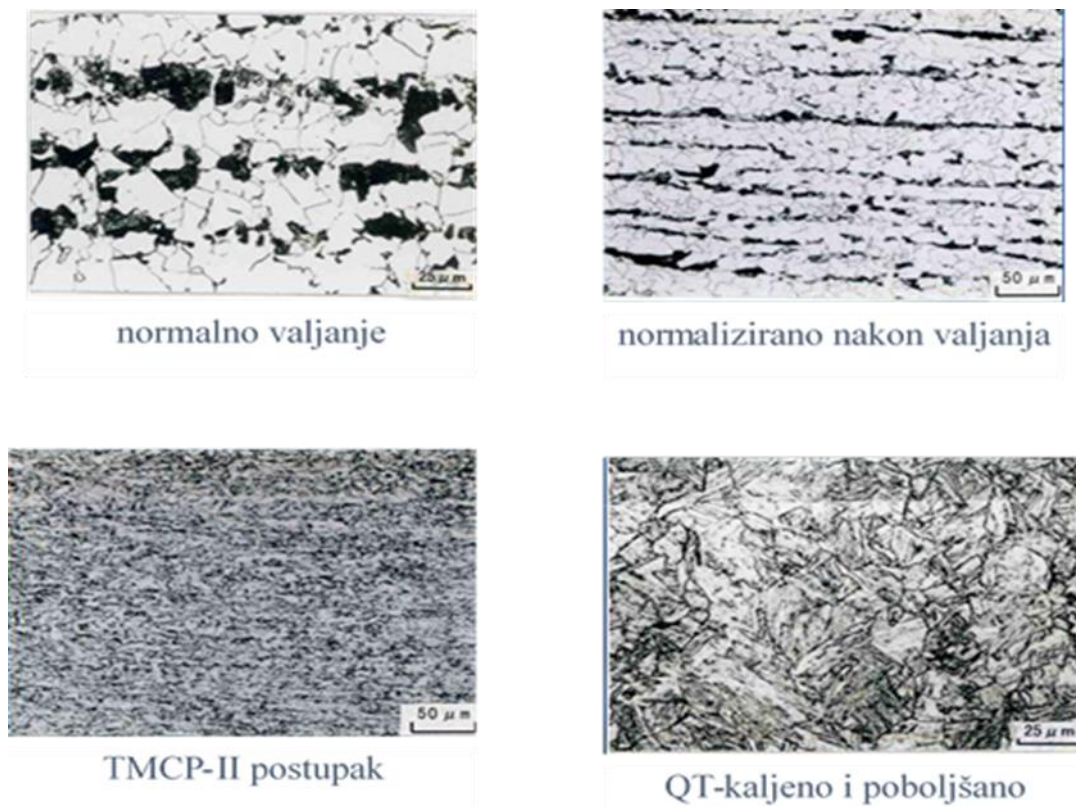 25 μm
50 μm
normalno valjanje
normalizirano nakon valjanja
50 μm
25 μm
TMCP-II postupak
QT-kaljeno i poboljšano